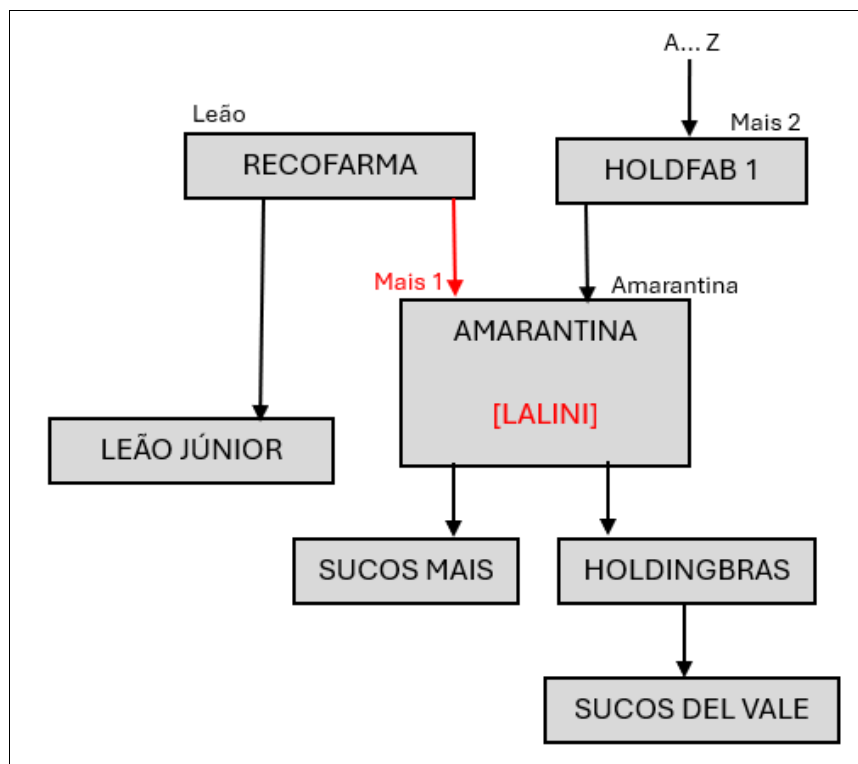 A... Z
Leão
Mais 2
RECOFARMA
HOLDFAB 1
Mais 1
Amarantina
AMARANTINA
[LALINI]
LEÃO JÚNIOR
SUCOS MAIS
HOLDINGBRAS
SUCOS DEL VALE